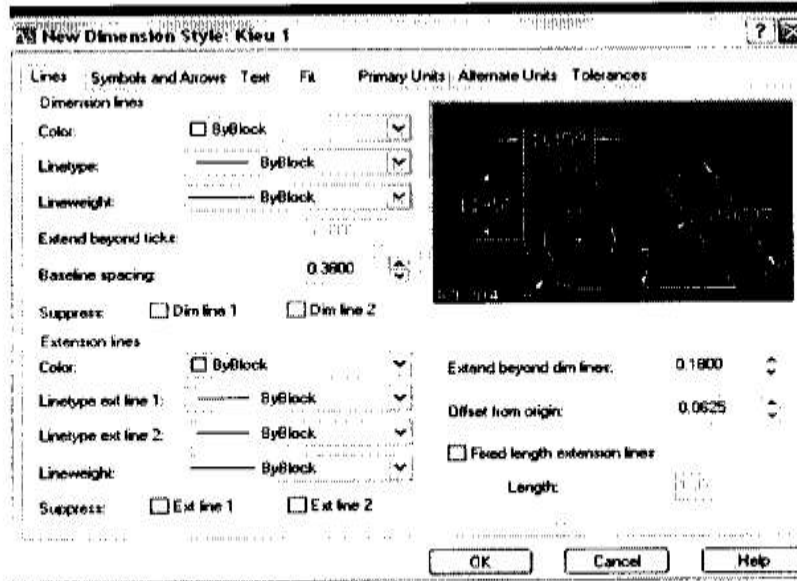 New Dimension Style: Kieu 1
Lines Symbols and Arrows Text Fit Primary Units Alternate Units Tolerances
Dimension lines
Color: ByBlock
Linetype: ByBlock
Lineweight: ByBlock
Extend beyond ticks:
Baseline spacing: 0.3800
Suppress: Dim line 1 Dim line 2
Extension lines
Color: ByBlock
Linetype ext line 1: ByBlock
Linetype ext line 2: ByBlock
Lineweight: ByBlock
Suppress: Ext line 1 Ext line 2
Extend beyond dim lines: 0.1800
Offset from origin: 0.0625
Fixed length extension lines
Length:
OK Cancel Help